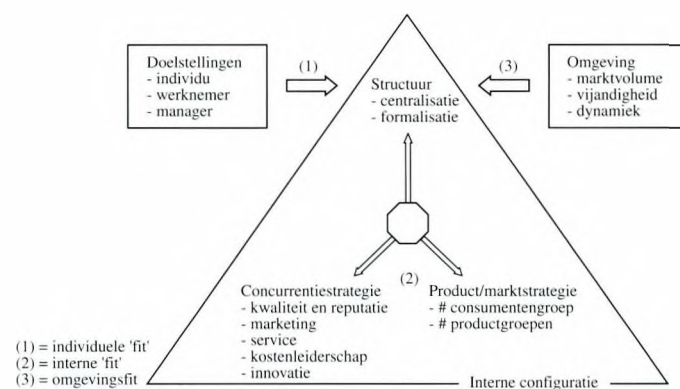 Doelstellingen
- individu
- werknemer
- manager
(1)
Structuur
- centralisatie
- formalisatie
(3)
Omgeving
- marktvolume
- vijandigheid
- dynamiek
(2)
Concurrentiestrategie
- kwaliteit en reputatie
- marketing
- service
- kostenleiderschap
- innovatie
Product/marktstrategie
- # consumentengroep
- # productgroepen
(1) = individuele 'fit'
(2) = interne 'fit'
(3) = omgevingsfit
Interne configuratie